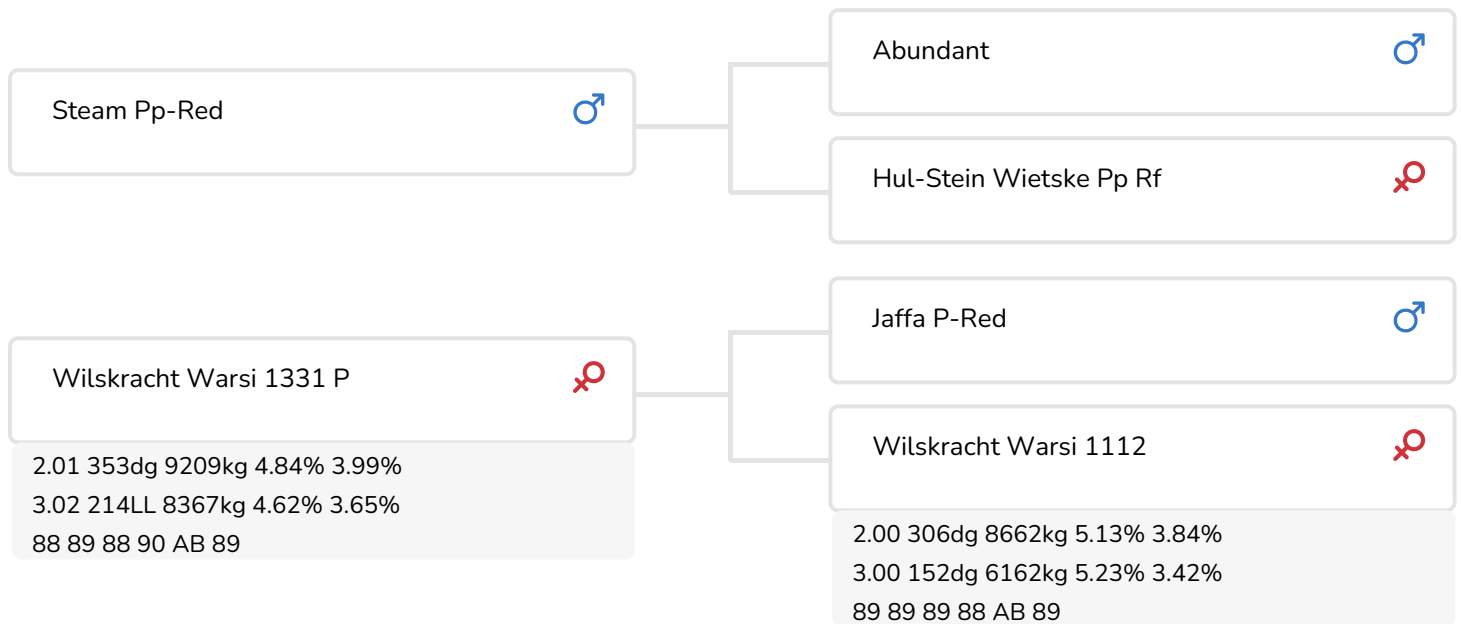 Abundant
Steam Pp-Red
Hul-Stein Wietske Pp Rf
Jaffa P-Red
Wilskracht Warsi 1331 P
2.01 353dg 9209kg 4.84% 3.99%
3.02 214LL 8367kg 4.62% 3.65%
88 89 88 90 AB 89
Wilskracht Warsi 1112
2.00 306dg 8662kg 5.13% 3.84%
3.00 152dg 6162kg 5.23% 3.42%
89 89 89 88 AB 89